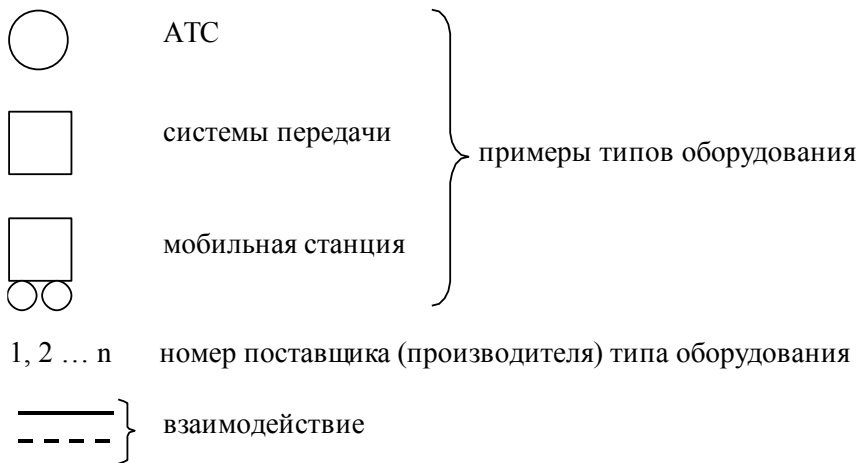 АТС
системы передачи
примеры типов оборудования
мобильная станция
1, 2 … n номер поставщика (производителя) типа оборудования
взаимодействие